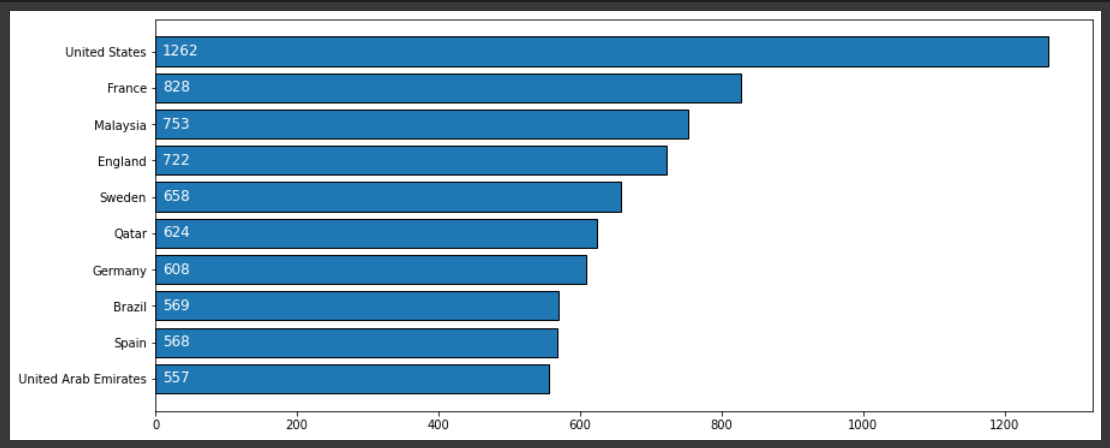 United States 1262
France 828
Malaysia 753
England 722
Sweden 658
Qatar 624
Germany 608
Brazil 569
Spain 568
United Arab Emirates 557
0 200 400 600 800 1000 1200